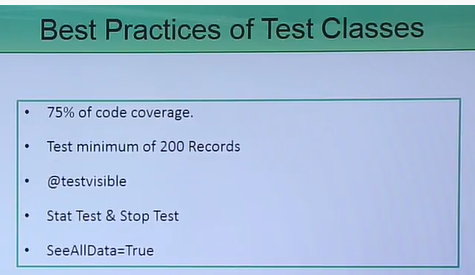 Best Practices of Test Classes
• 75% of code coverage.
• Test minimum of 200 Records
• @testvisible
• Stat Test & Stop Test
• SeeAllData=True